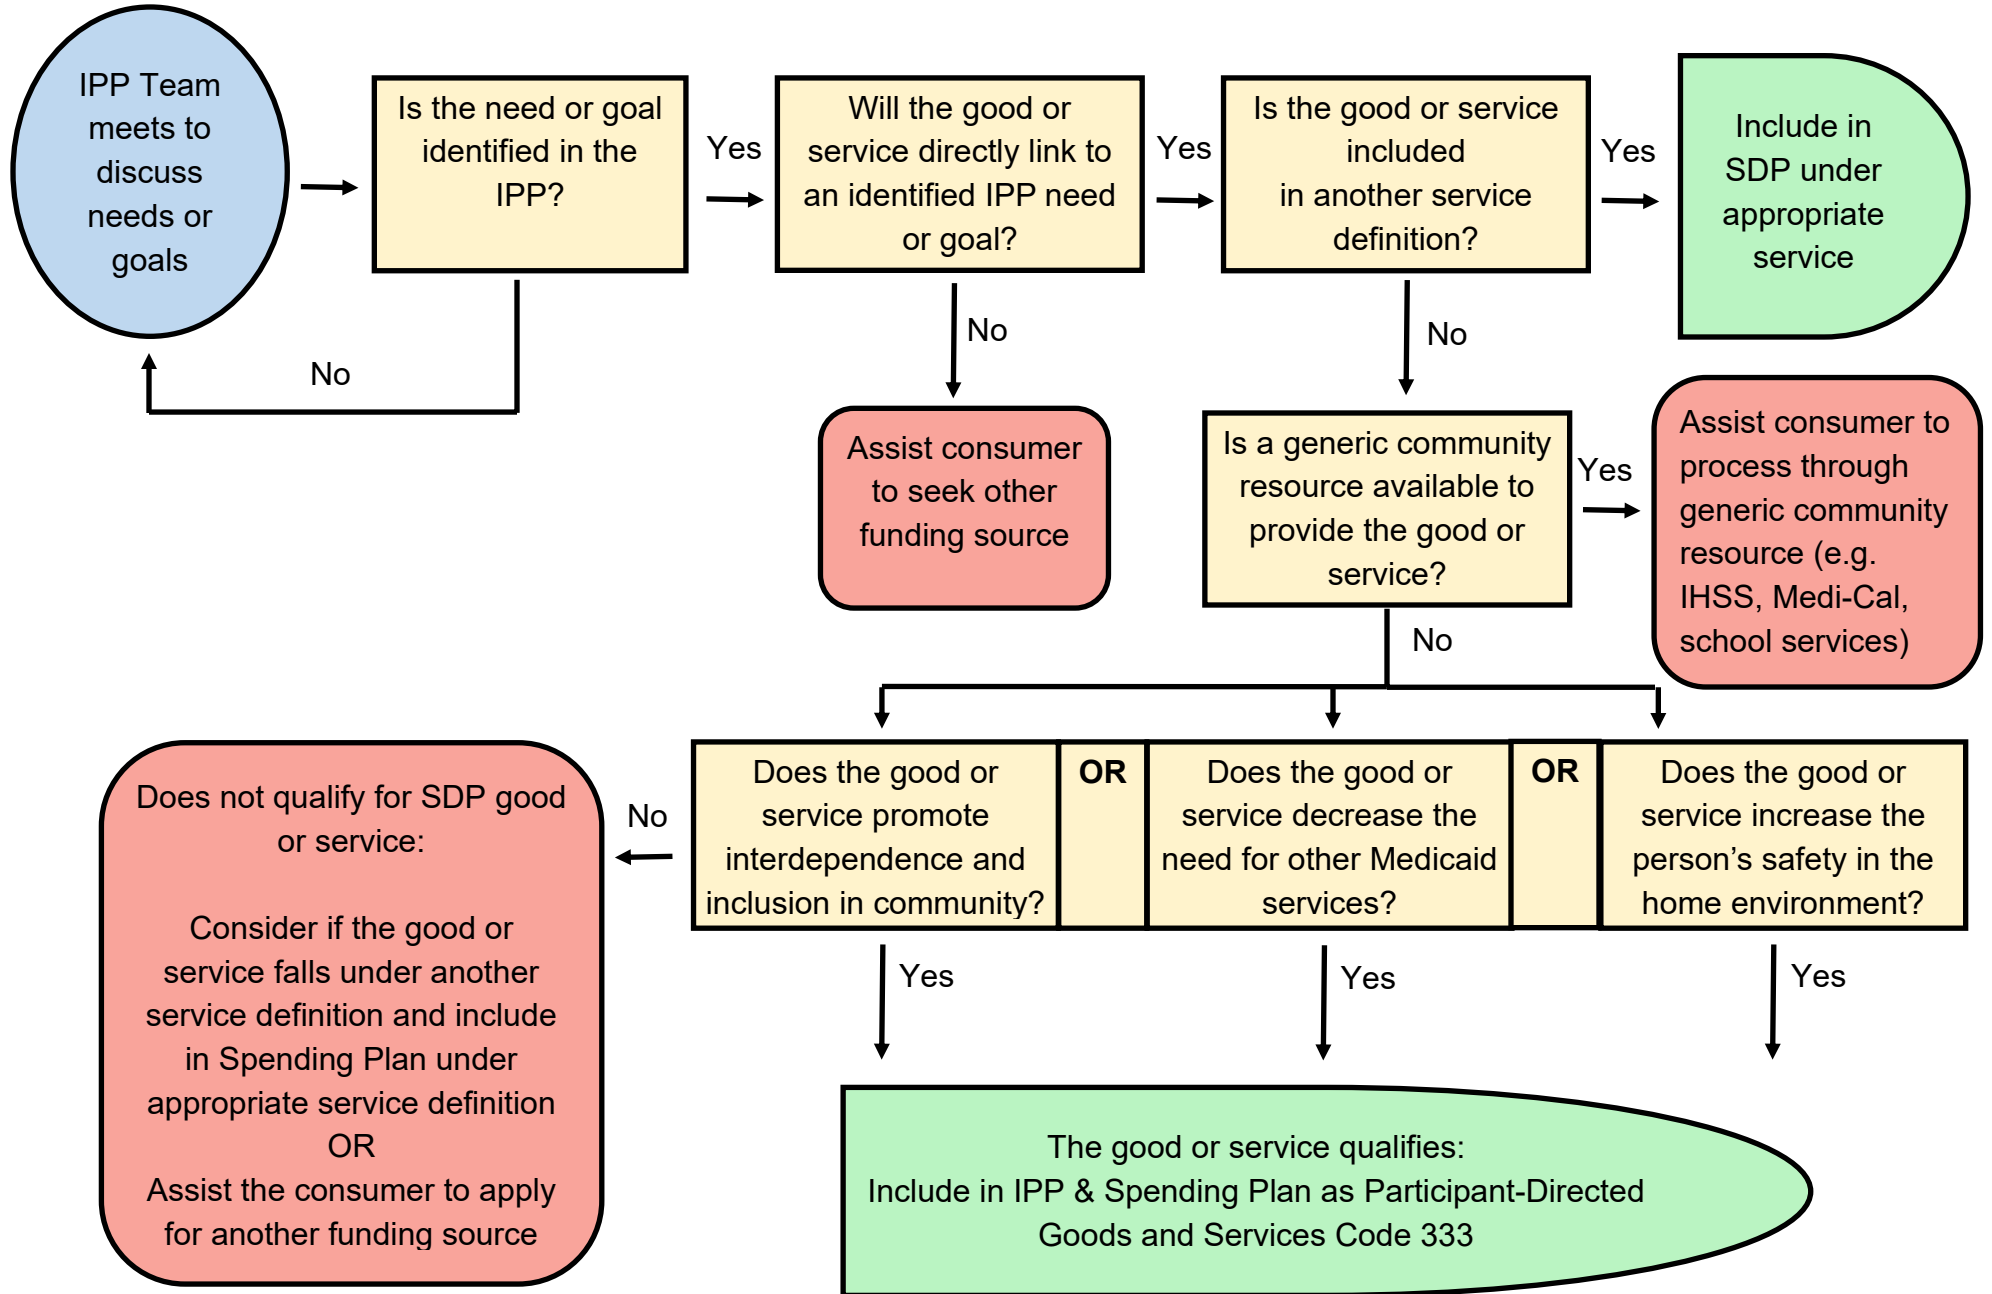 IPP Team
meets to
discuss
needs or
goals
Is the need or goal
identified in the
IPP?
Yes
Will the good or
service directly link to
an identified IPP need
or goal?
Yes
Is the good or service
included
in another service
definition?
Yes
Include in
SDP under
appropriate
service
No
No
No
Assist consumer
to seek other
funding source
Is a generic community
resource available to
provide the good or
service?
Yes
Assist consumer to
process through
generic community
resource (e.g.
IHSS, Medi-Cal,
school services)
No
Does not qualify for SDP good
or service:
Consider if the good or
service falls under another
service definition and include
in Spending Plan under
appropriate service definition
OR
Assist the consumer to apply
for another funding source
No
Does the good or
service promote
interdependence and
inclusion in community?
OR
Does the good or
service decrease the
need for other Medicaid
services?
OR
Does the good or
service increase the
person's safety in the
home environment?
Yes
Yes
Yes
The good or service qualifies:
Include in IPP & Spending Plan as Participant-Directed
Goods and Services Code 333